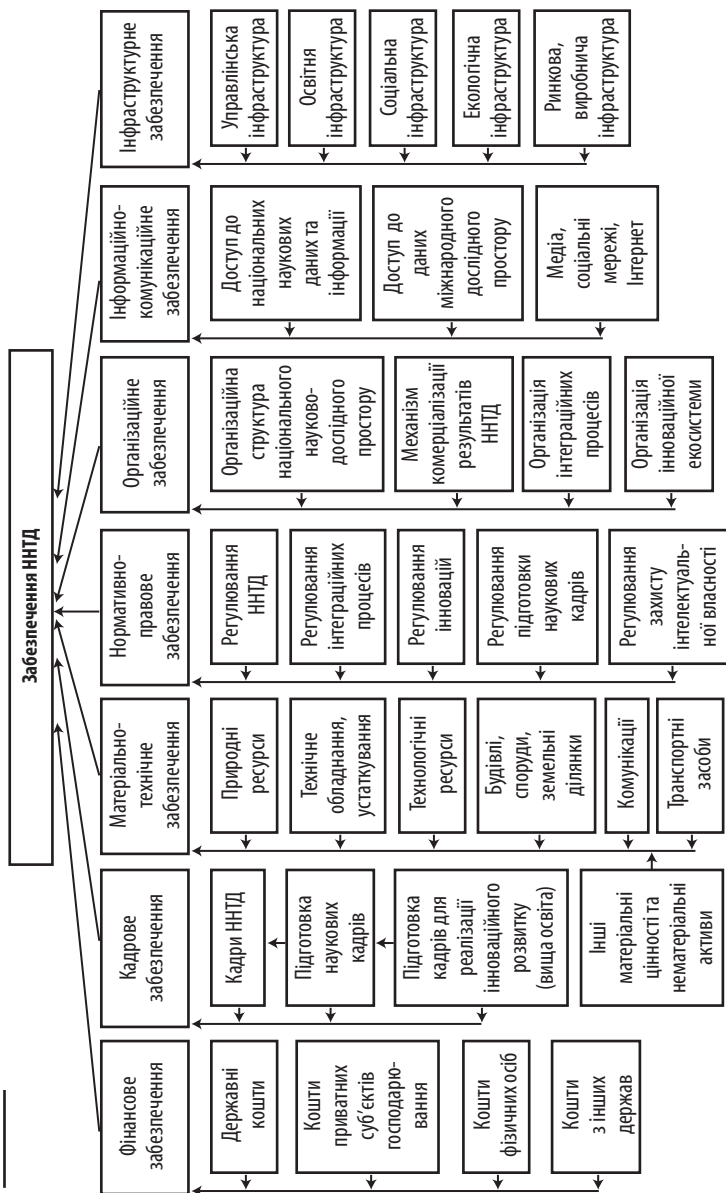 Забезпечення ННТД
Фінансове
забезпечення
Державні
кошти
Кошти
приватних
суб'єктів
господарю-
вання
Кошти
фізичних осіб
Кошти
з інших
держав
Кадрове
забезпечення
Кадри ННТД
Підготовка
наукових
кадрів
Підготовка
кадрів для
реалізації
інноваційного
розвитку
(вища освіта)
Матеріально-
технічне
забезпечення
Природні
ресурси
Технічне
обладнання,
устаткування
Технологічні
ресурси
Будівлі,
споруди,
земельні
ділянки
Комунікації
Транспортні
засоби
Інші
матеріальні
цінності та
нематеріальні
активи
Нормативно-
правове
забезпечення
Регулювання
ННТД
Регулювання
інтеграційних
процесів
Регулювання
інновацій
Регулювання
підготовки
наукових
кадрів
Регулювання
захисту
інтелектуаль-
ної власності
Організаційне
забезпечення
Організаційна
структура
національного
науково-
дослідного
простору
Механізм
комерціалізації
результатів
ННТД
Організація
інтеграційних
процесів
Організація
інноваційної
екосистеми
Інформаційно-
комунікаційне
забезпечення
Доступ до
національних
наукових
даних та
інформації
Доступ до
даних
міжнародного
дослідного
простору
Медіа,
соціальні
мережі,
Інтернет
Інфраструктурне
забезпечення
Управлінська
інфраструктура
Освітня
інфраструктура
Соціальна
інфраструктура
Екологічна
інфраструктура
Ринкова,
виробнича
інфраструктура